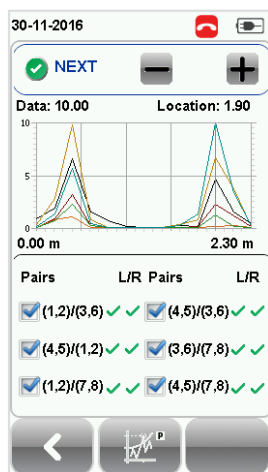 30-11-2016
NEXT
Data: 10.00 Location: 1.90
10
5
0
0.00 m 2.30 m
Pairs L/R Pairs L/R
(1,2)/(3,6) (4,5)/(3,6)
(4,5)/(1,2) (3,6)/(7,8)
(1,2)/(7,8) (4,5)/(7,8)
P